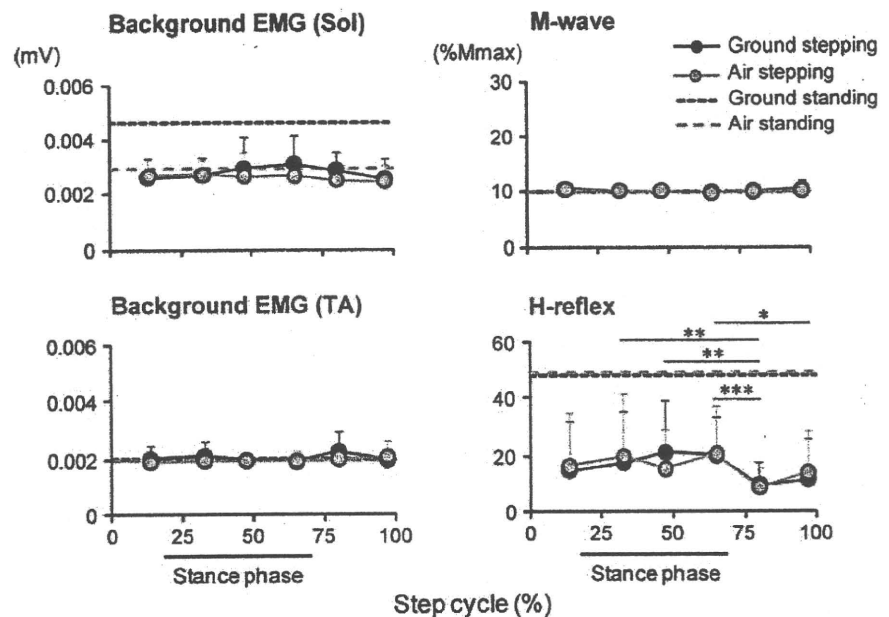 Background EMG (Sol)
(mV)
0.006
0.004
0.002
0
M-wave
(%Mmax)
30
20
10
0
Ground stepping
Air stepping
Ground standing
Air standing
Background EMG (TA)
0.006
0.004
0.002
0
0 25 50 75 100
Stance phase
H-reflex
60
40
20
0
*
**
**
***
0 25 50 75 100
Stance phase
Step cycle (%)